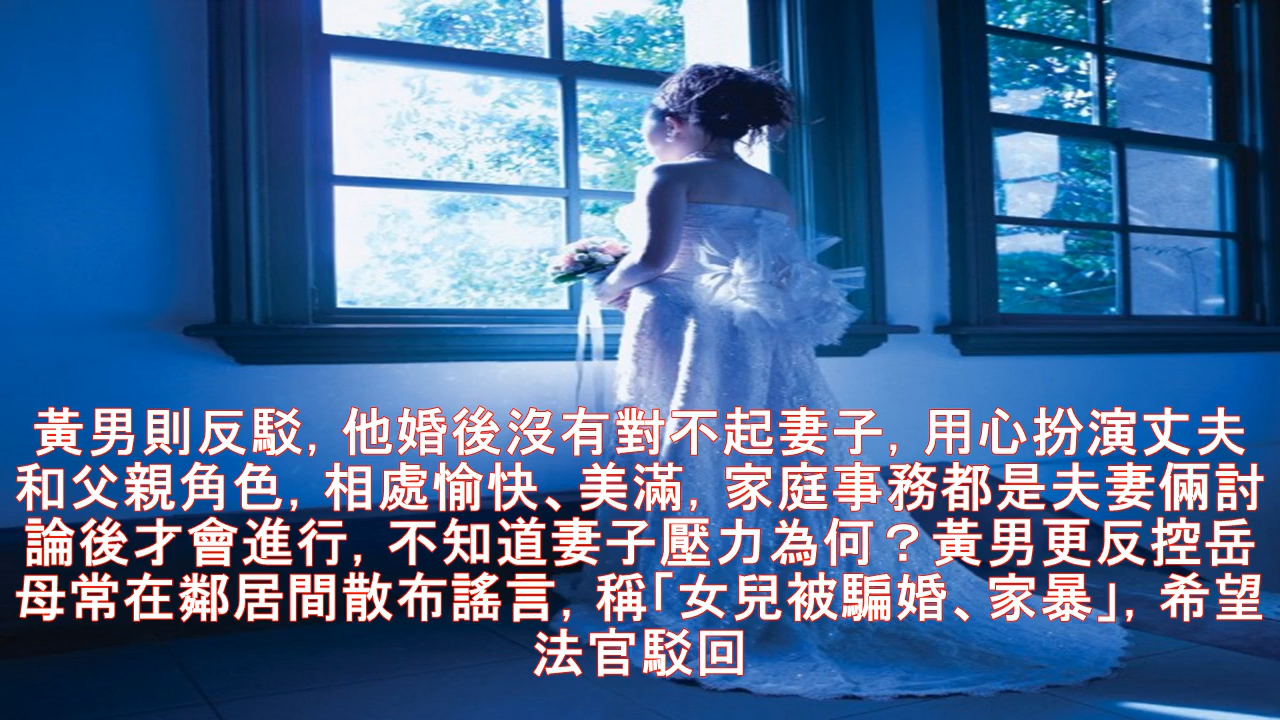 黃男則反駁，他婚後沒有對不起妻子，用心扮演丈夫
和父親角色，相處愉快、美滿，家庭事務都是夫妻倆討
論後才會進行，不知道妻子壓力為何？黃男更反控岳
母常在鄰居間散布謠言，稱「女兒被騙婚、家暴」，希望
法官駁回